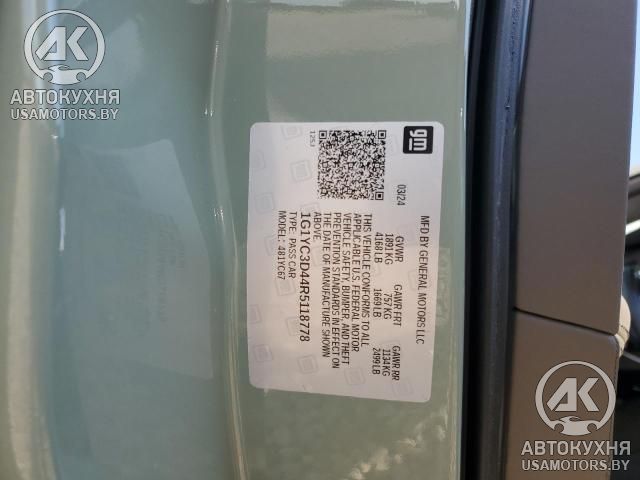 АВТОКУХНЯ
USAMOTORS.BY
gm
MFD BY GENERAL MOTORS LLC
03/24
GVWR
1891 KG
4168 LB
GAWR FRT
757 KG
1669 LB
GAWR RR
1134 KG
2499 LB
THIS VEHICLE CONFORMS TO ALL
APPLICABLE U.S. FEDERAL MOTOR
VEHICLE SAFETY, BUMPER, AND THEFT
PREVENTION STANDARDS IN EFFECT ON
THE DATE OF MANUFACTURE SHOWN
1G1YC3D44R5118778
TYPE: PASS CAR
MODEL: 481YC67
12SJ
АВТОКУХНЯ
USAMOTORS.BY